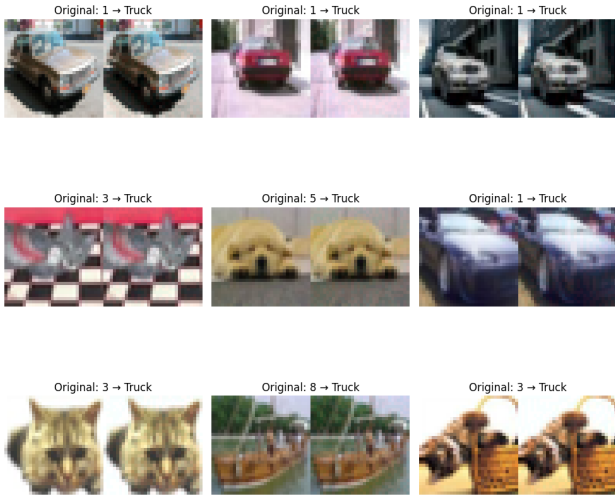 Original: 1 → Truck
Original: 1 → Truck
Original: 1 → Truck
Original: 3 → Truck
Original: 5 → Truck
Original: 1 → Truck
Original: 3 → Truck
Original: 8 → Truck
Original: 3 → Truck